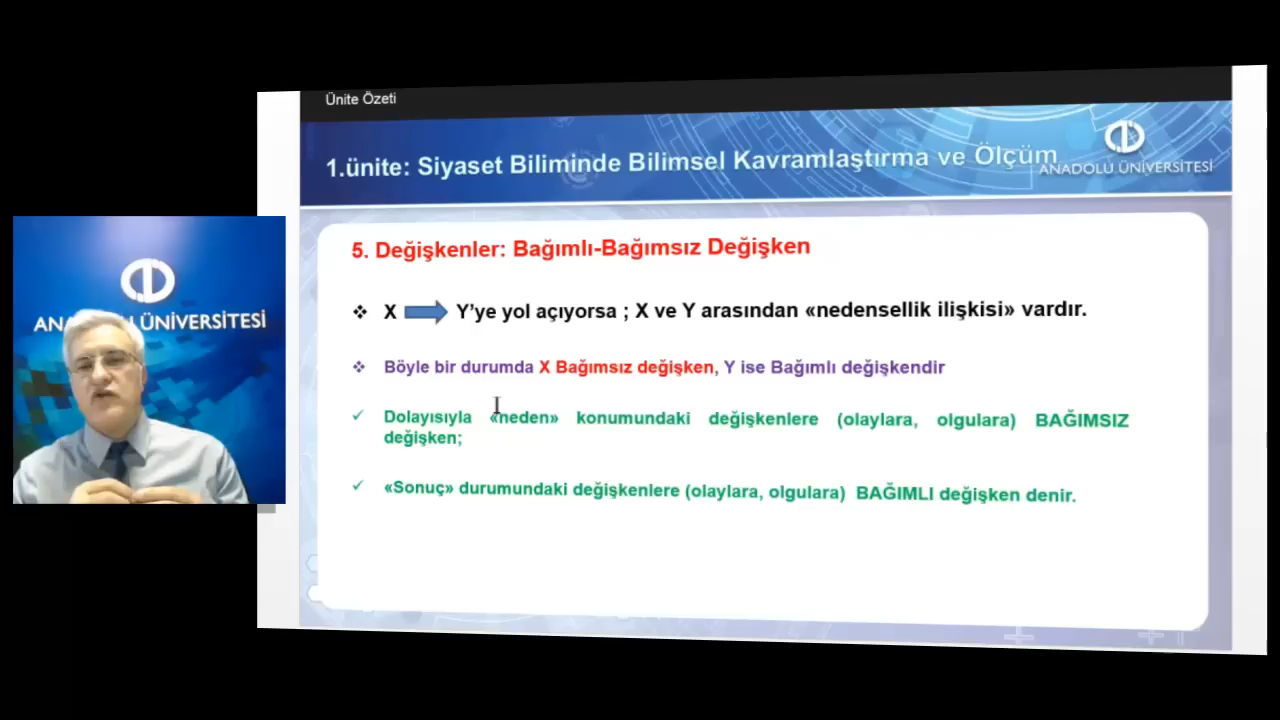 Ünite Özeti
1.ünite: Siyaset Biliminde Bilimsel Kavramlaştırma ve Ölçüm
ANADOLU ÜNİVERSİTESİ
5. Değişkenler: Bağımlı-Bağımsız Değişken
X Y'ye yol açıyorsa ; X ve Y arasından «nedensellik ilişkisi» vardır.
Böyle bir durumda X Bağımsız değişken, Y ise Bağımlı değişkendir
Dolayısıyla «neden» konumundaki değişkenlere (olaylara, olgulara) BAĞIMSIZ
değişken;
«Sonuç» durumundaki değişkenlere (olaylara, olgulara) BAĞIMLI değişken denir.
ANADOLU ÜNİVERSİTESİ